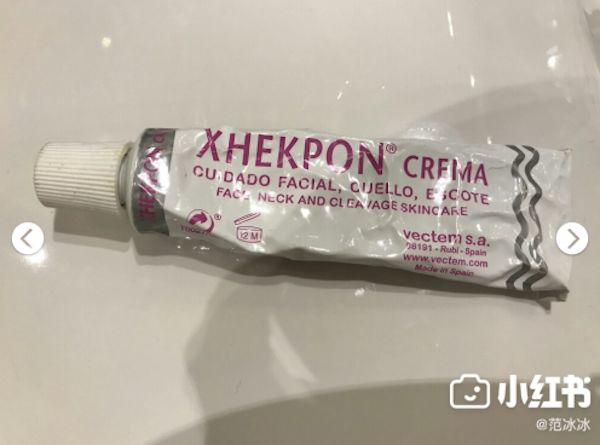 XHEKPON® CREMA
CUIDADO FACIAL, CUELLO, ESCOTE
FACE NECK AND CLEAVAGE SKINCARE
12 M
vectem s.a.
08191 - Rubí - Spain
www.vectem.com
Made in Spain
小红书
@范冰冰